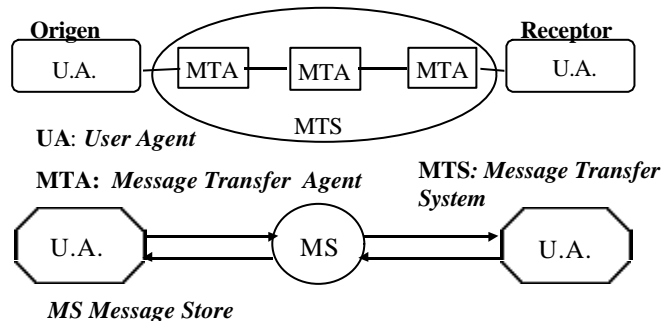 Origen
Receptor
U.A.
MTA
MTA
MTA
U.A.
MTS
UA: User Agent
MTA: Message Transfer Agent
MTS: Message Transfer
System
U.A.
MS
U.A.
MS Message Store